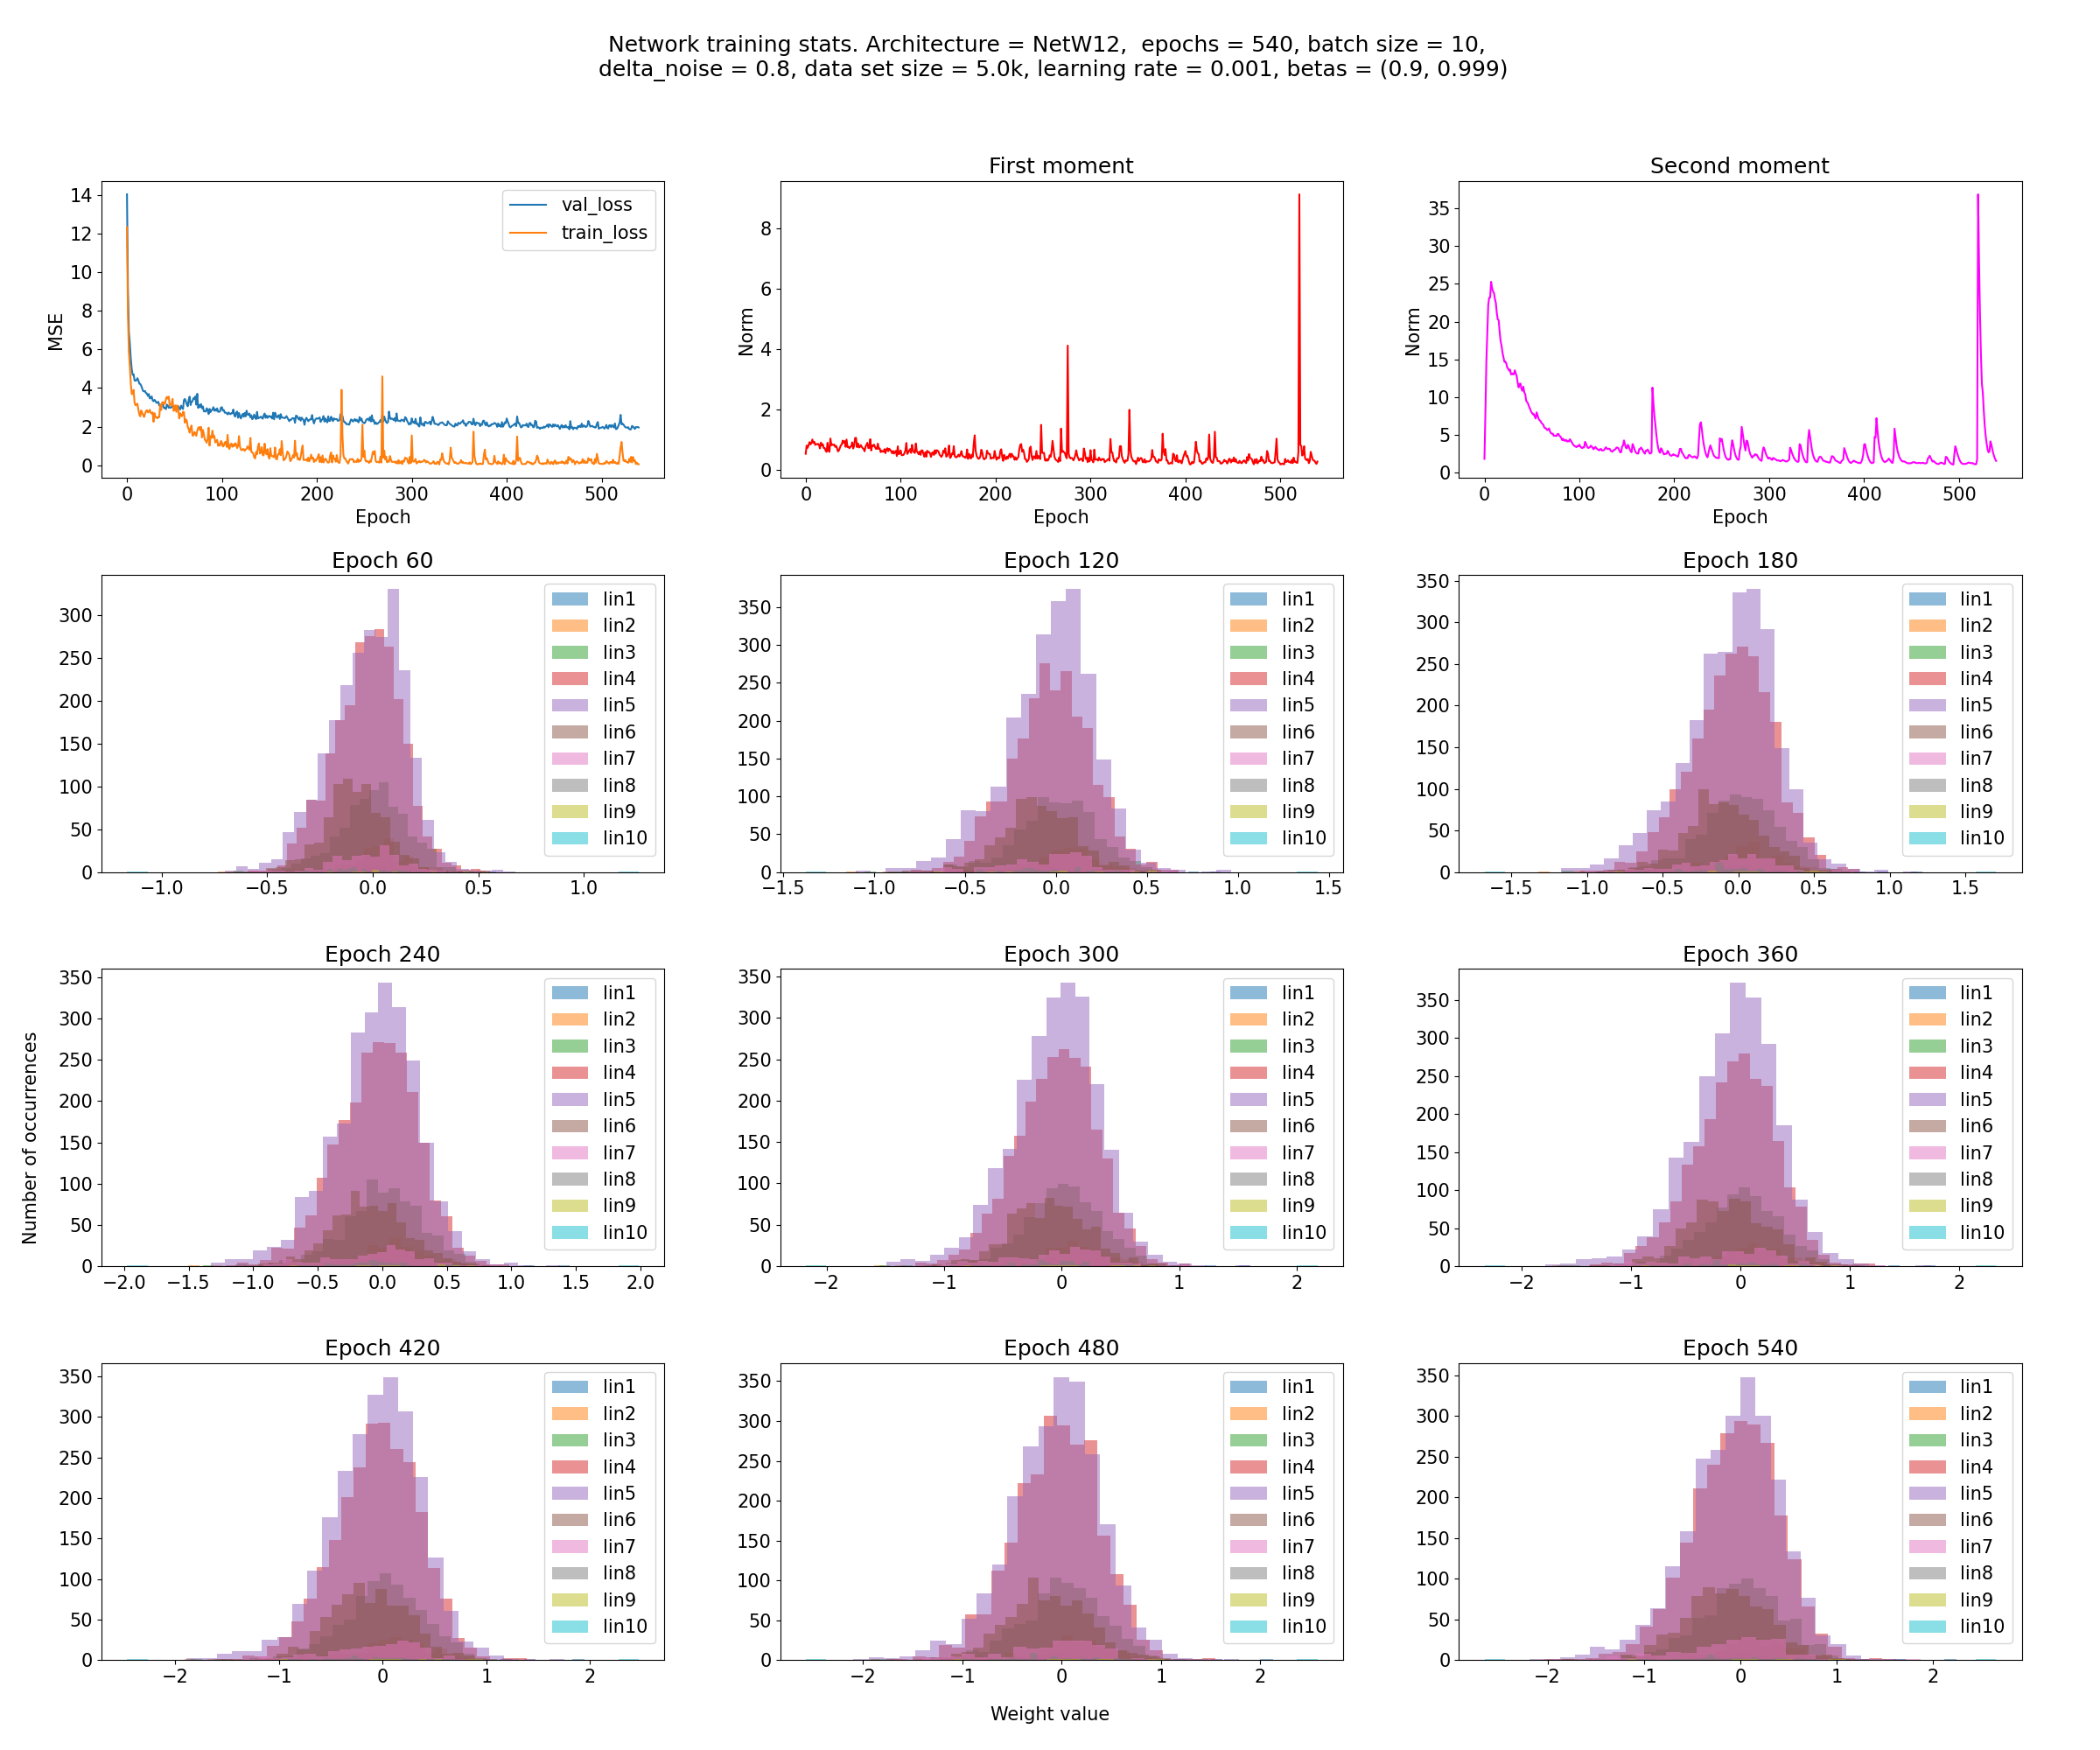 Network training stats. Architecture = NetW12,  epochs = 540, batch size = 10,
delta_noise = 0.8, data set size = 5.0k, learning rate = 0.001, betas = (0.9, 0.999)
MSE
14
12
10
8
6
4
2
0
val_loss
train_loss
0 100 200 300 400 500
Epoch
First moment
Norm
8
6
4
2
0
0 100 200 300 400 500
Epoch
Second moment
Norm
35
30
25
20
15
10
5
0
0 100 200 300 400 500
Epoch
Epoch 60
300
250
200
150
100
50
0
lin1
lin2
lin3
lin4
lin5
lin6
lin7
lin8
lin9
lin10
−1.0 −0.5 0.0 0.5 1.0
Epoch 120
350
300
250
200
150
100
50
0
lin1
lin2
lin3
lin4
lin5
lin6
lin7
lin8
lin9
lin10
−1.5 −1.0 −0.5 0.0 0.5 1.0 1.5
Epoch 180
350
300
250
200
150
100
50
0
lin1
lin2
lin3
lin4
lin5
lin6
lin7
lin8
lin9
lin10
−1.5 −1.0 −0.5 0.0 0.5 1.0 1.5
Number of occurrences
Epoch 240
350
300
250
200
150
100
50
0
lin1
lin2
lin3
lin4
lin5
lin6
lin7
lin8
lin9
lin10
−2.0 −1.5 −1.0 −0.5 0.0 0.5 1.0 1.5 2.0
Epoch 300
350
300
250
200
150
100
50
0
lin1
lin2
lin3
lin4
lin5
lin6
lin7
lin8
lin9
lin10
−2 −1 0 1 2
Epoch 360
350
300
250
200
150
100
50
0
lin1
lin2
lin3
lin4
lin5
lin6
lin7
lin8
lin9
lin10
−2 −1 0 1 2
Epoch 420
350
300
250
200
150
100
50
0
lin1
lin2
lin3
lin4
lin5
lin6
lin7
lin8
lin9
lin10
−2 −1 0 1 2
Epoch 480
350
300
250
200
150
100
50
0
lin1
lin2
lin3
lin4
lin5
lin6
lin7
lin8
lin9
lin10
−2 −1 0 1 2
Epoch 540
350
300
250
200
150
100
50
0
lin1
lin2
lin3
lin4
lin5
lin6
lin7
lin8
lin9
lin10
−2 −1 0 1 2
Weight value